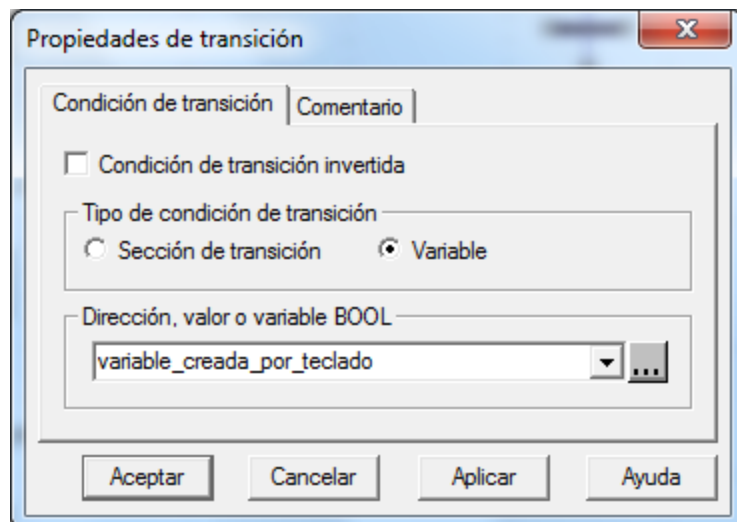 Propiedades de transición
Condición de transición
Comentario
Condición de transición invertida
Tipo de condición de transición
Sección de transición
Variable
Dirección, valor o variable BOOL
variable_creada_por_teclado
...
Aceptar
Cancelar
Aplicar
Ayuda